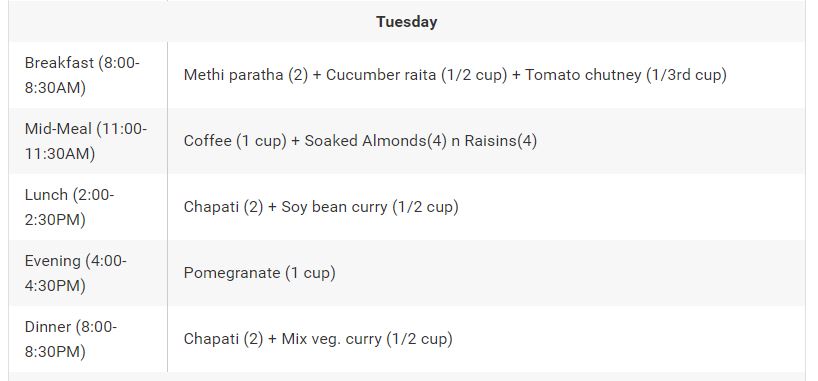 Tuesday
Breakfast (8:00-
8:30AM)
Methi paratha (2) + Cucumber raita (1/2 cup) + Tomato chutney (1/3rd cup)
Mid-Meal (11:00-
11:30AM)
Coffee (1 cup) + Soaked Almonds(4) n Raisins(4)
Lunch (2:00-
2:30PM)
Chapati (2) + Soy bean curry (1/2 cup)
Evening (4:00-
4:30PM)
Pomegranate (1 cup)
Dinner (8:00-
8:30PM)
Chapati (2) + Mix veg. curry (1/2 cup)